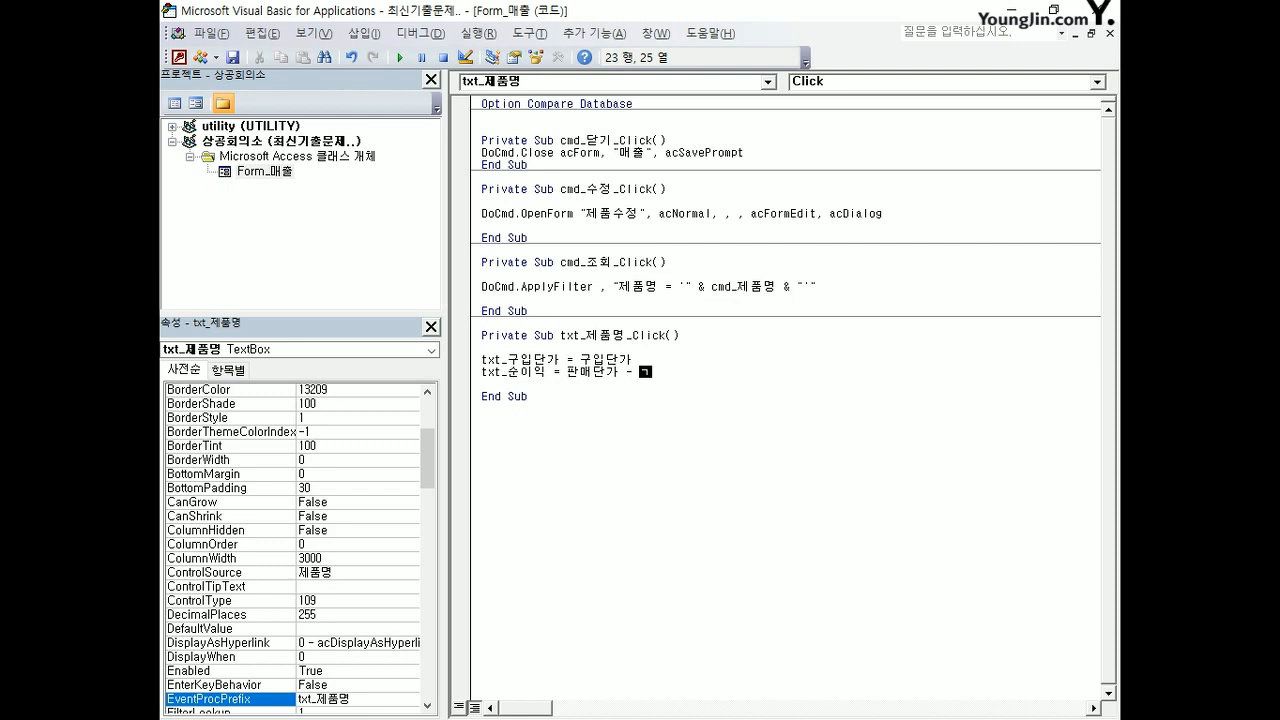 Microsoft Visual Basic for Applications - 최신기출문제.. - [Form_매출 (코드)]
YoungJin.com Y.
파일(F) 편집(E) 보기(V) 삽입(I) 디버그(D) 실행(R) 도구(T) 추가 기능(A) 창(W) 도움말(H)
질문을 입력하십시오.
23 행, 25 열
프로젝트 - 상공회의소
utility (UTILITY)
상공회의소 (최신기출문제..)
Microsoft Access 클래스 개체
Form_매출
속성 - txt_제품명
txt_제품명 TextBox
사전순 항목별
BorderColor 13209
BorderShade 100
BorderStyle 1
BorderThemeColorIndex -1
BorderTint 100
BorderWidth 0
BottomMargin 0
BottomPadding 30
CanGrow False
CanShrink False
ColumnHidden False
ColumnOrder 0
ColumnWidth 3000
ControlSource 제품명
ControlTipText
ControlType 109
DecimalPlaces 255
DefaultValue
DisplayAsHyperlink 0 - acDisplayAsHyperli
DisplayWhen 0
Enabled True
EnterKeyBehavior False
EventProcPrefix txt_제품명
FilterLookup 1
txt_제품명 Click
Option Compare Database
Private Sub cmd_닫기_Click()
DoCmd.Close acForm, "매출", acSavePrompt
End Sub
Private Sub cmd_수정_Click()
DoCmd.OpenForm "제품수정", acNormal, , , acFormEdit, acDialog
End Sub
Private Sub cmd_조회_Click()
DoCmd.ApplyFilter , "제품명 = '" & cmd_제품명 & "'"
End Sub
Private Sub txt_제품명_Click()
txt_구입단가 = 구입단가
txt_순이익 = 판매단가 - ㄱ
End Sub